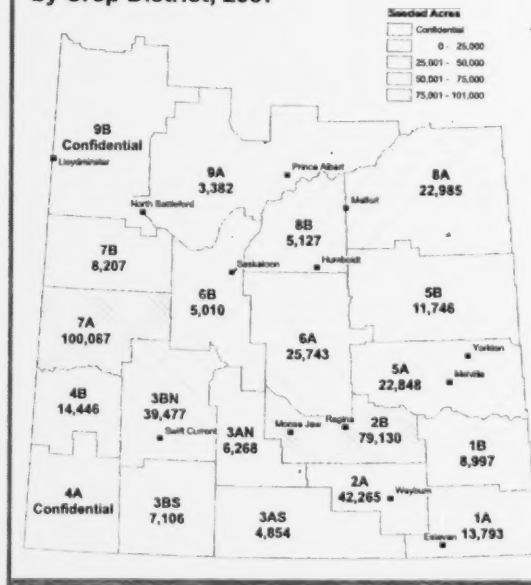 by Crop District, 2007
Seeded Acres
Confidential
0 - 25,000
25,001 - 50,000
50,001 - 75,000
75,001 - 101,000
9B
Confidential
Lloydminster
9A
3,382
Prince Albert
8A
22,985
North Battleford
Melfort
8B
5,127
7B
8,207
Saskatoon
Humboldt
6B
5,010
5B
11,746
7A
100,087
6A
25,743
Yorkton
5A
22,848
Melville
4B
14,446
3BN
39,477
Swift Current
3AN
6,268
Moose Jaw
Regina
2B
79,130
1B
8,997
4A
Confidential
3BS
7,106
3AS
4,854
2A
42,265
Weyburn
1A
13,793
Estevan